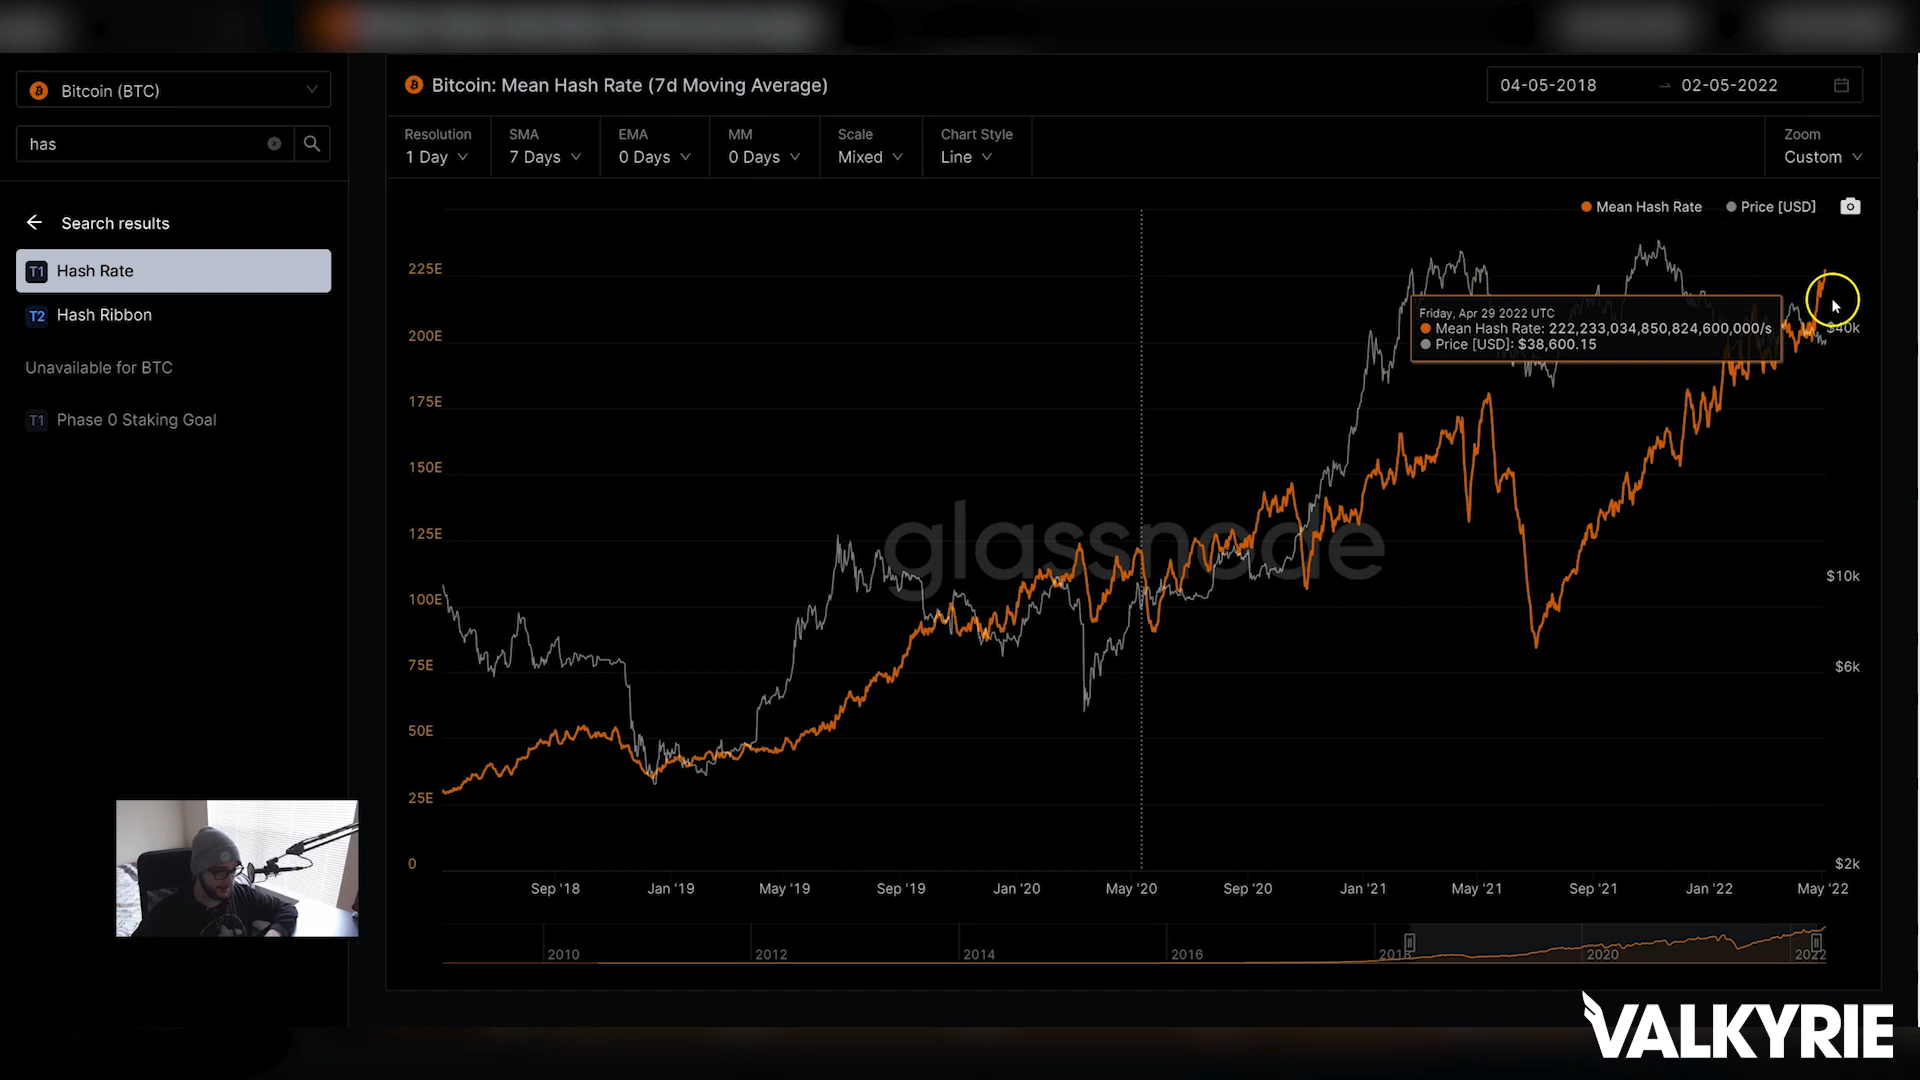 Bitcoin (BTC)
has
Search results
T1 Hash Rate
T2 Hash Ribbon
Unavailable for BTC
T1 Phase 0 Staking Goal
Bitcoin: Mean Hash Rate (7d Moving Average)
04-05-2018 → 02-05-2022
Resolution SMA EMA MM Scale Chart Style Zoom
1 Day 7 Days 0 Days 0 Days Mixed Line Custom
Mean Hash Rate Price [USD]
225E
200E
175E
150E
125E
100E
75E
50E
25E
0
Friday, Apr 29 2022 UTC
Mean Hash Rate: 222,233,034,850,824,600,000/s
Price [USD]: $38,600.15
glassnode
$40k
$10k
$6k
$2k
Sep '18 Jan '19 May '19 Sep '19 Jan '20 May '20 Sep '20 Jan '21 May '21 Sep '21 Jan '22 May '22
2010 2012 2014 2016 2018 2020 2022
VALKYRIE